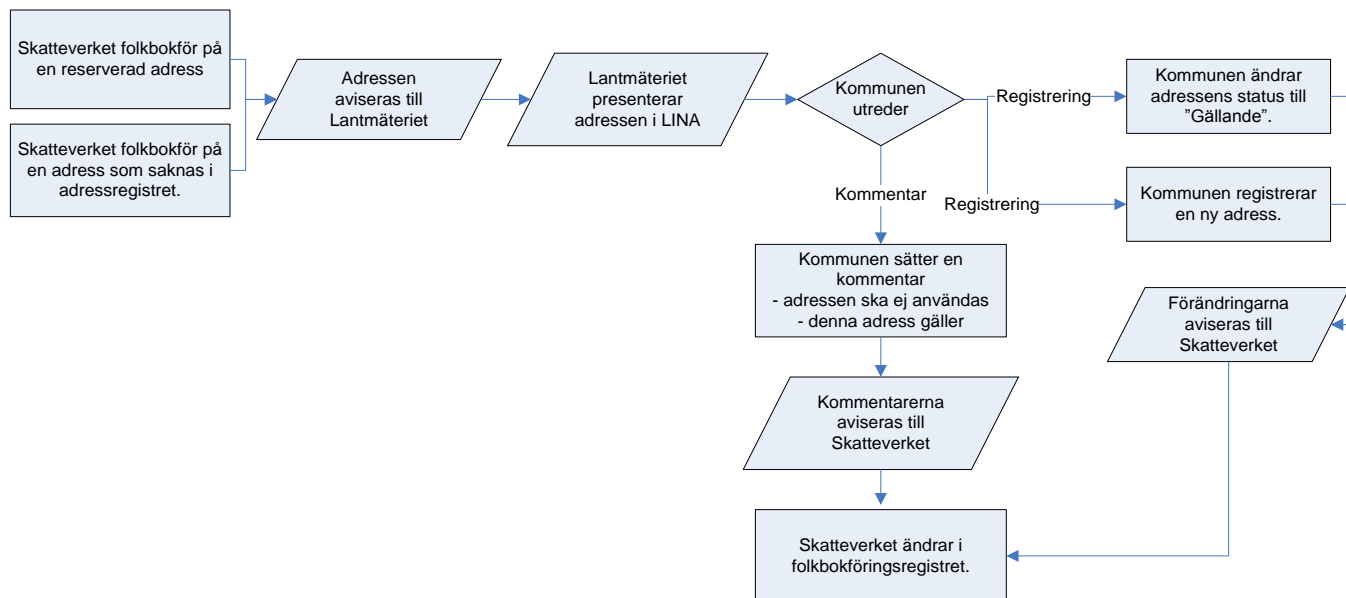 Skatteverket folkbokför på
en reserverad adress
Skatteverket folkbokför på
en adress som saknas i
adressregistret.
Adressen
aviseras till
Lantmäteriet
Lantmäteriet
presenterar
adressen i LINA
Kommunen
utreder
Registrering
Kommunen ändrar
adressens status till
”Gällande”.
Registrering
Kommunen registrerar
en ny adress.
Kommentar
Kommunen sätter en
kommentar
- adressen ska ej användas
- denna adress gäller
Förändringarna
aviseras till
Skatteverket
Kommentarerna
aviseras till
Skatteverket
Skatteverket ändrar i
folkbokföringsregistret.